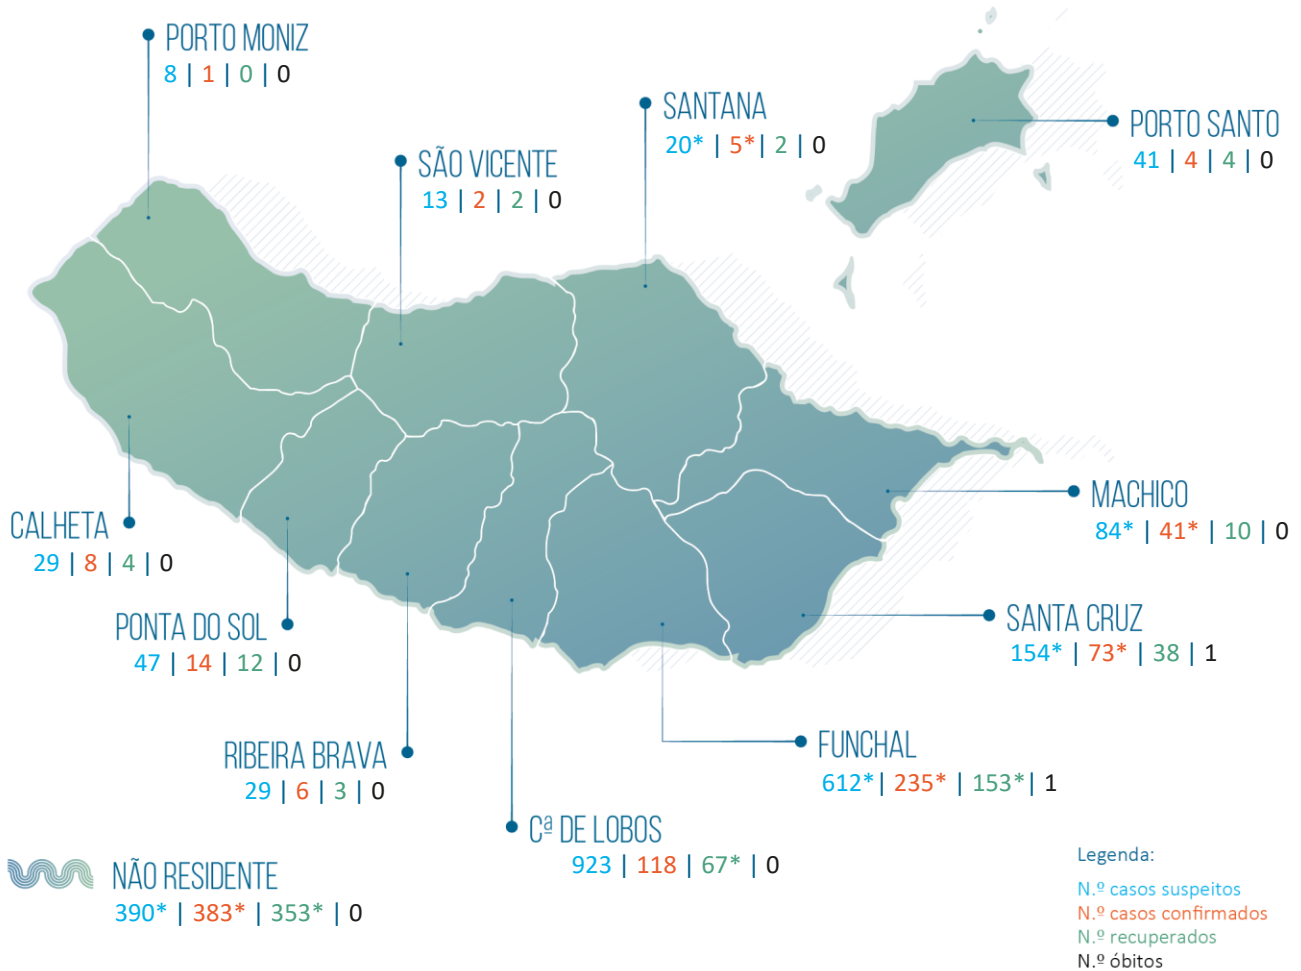 PORTO MONIZ
8 | 1 | 0 | 0
SANTANA
20* | 5*| 2 | 0
PORTO SANTO
41 | 4 | 4 | 0
SÃO VICENTE
13 | 2 | 2 | 0
MACHICO
84* | 41* | 10 | 0
CALHETA
29 | 8 | 4 | 0
PONTA DO SOL
47 | 14 | 12 | 0
SANTA CRUZ
154* | 73* | 38 | 1
RIBEIRA BRAVA
29 | 6 | 3 | 0
FUNCHAL
612*| 235* | 153*| 1
Cª DE LOBOS
923 | 118 | 67* | 0
NÃO RESIDENTE
390* | 383* | 353* | 0
Legenda:
N.º casos suspeitos
N.º casos confirmados
N.º recuperados
N.º óbitos